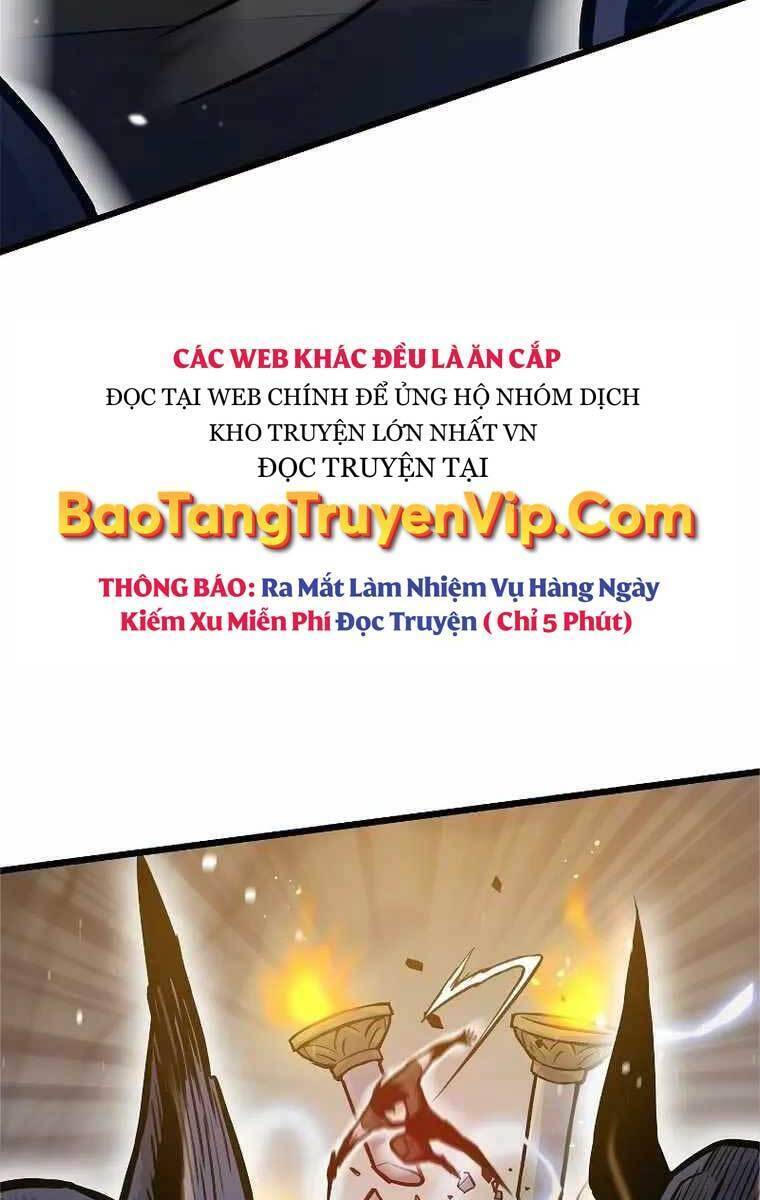 CÁC WEB KHÁC ĐỀU LÀ ĂN CẮP
ĐỌC TẠI WEB CHÍNH ĐỂ ỦNG HỘ NHÓM DỊCH
KHO TRUYỆN LỚN NHẤT VN
ĐỌC TRUYỆN TẠI
BaoTangTruyenVip.Com
THÔNG BÁO: Ra Mắt Làm Nhiệm Vụ Hàng Ngày
Kiếm Xu Miễn Phí Đọc Truyện ( Chỉ 5 Phút)